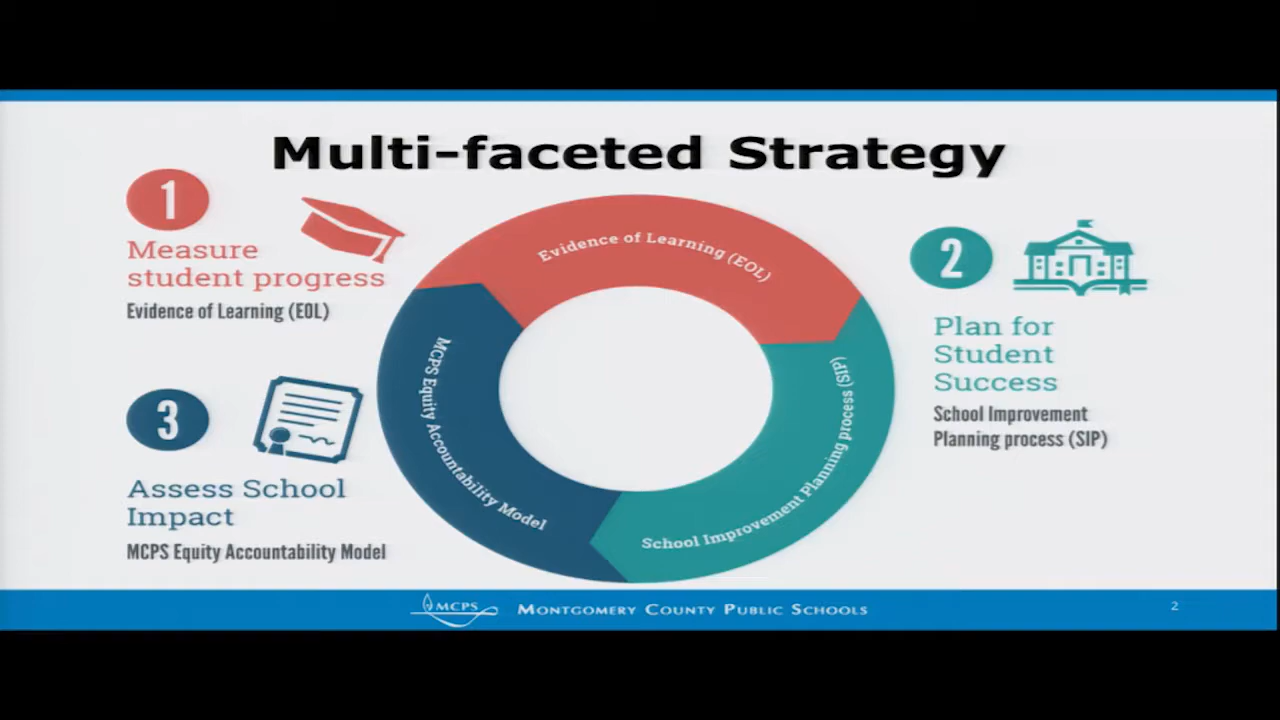 Multi-faceted Strategy
1
Measure
student progress
Evidence of Learning (EOL)
Evidence of Learning (EOL)
2
Plan for
Student
Success
School Improvement
Planning process (SIP)
School Improvement Planning process (SIP)
3
Assess School
Impact
MCPS Equity Accountability Model
MCPS Equity Accountability Model
MCPS
MONTGOMERY COUNTY PUBLIC SCHOOLS
2